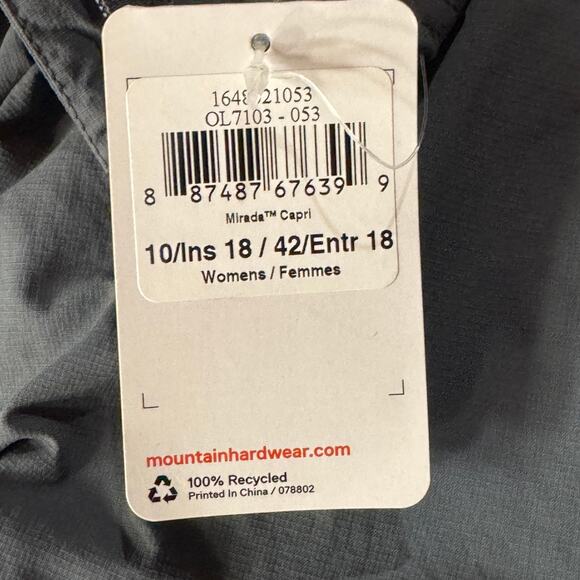 OL7103 - 053
8 87487 67639 9
Mirada™ Capri
10/Ins 18 / 42/Entr 18
Womens / Femmes
mountainhardwear.com
100% Recycled
Printed In China / 078802